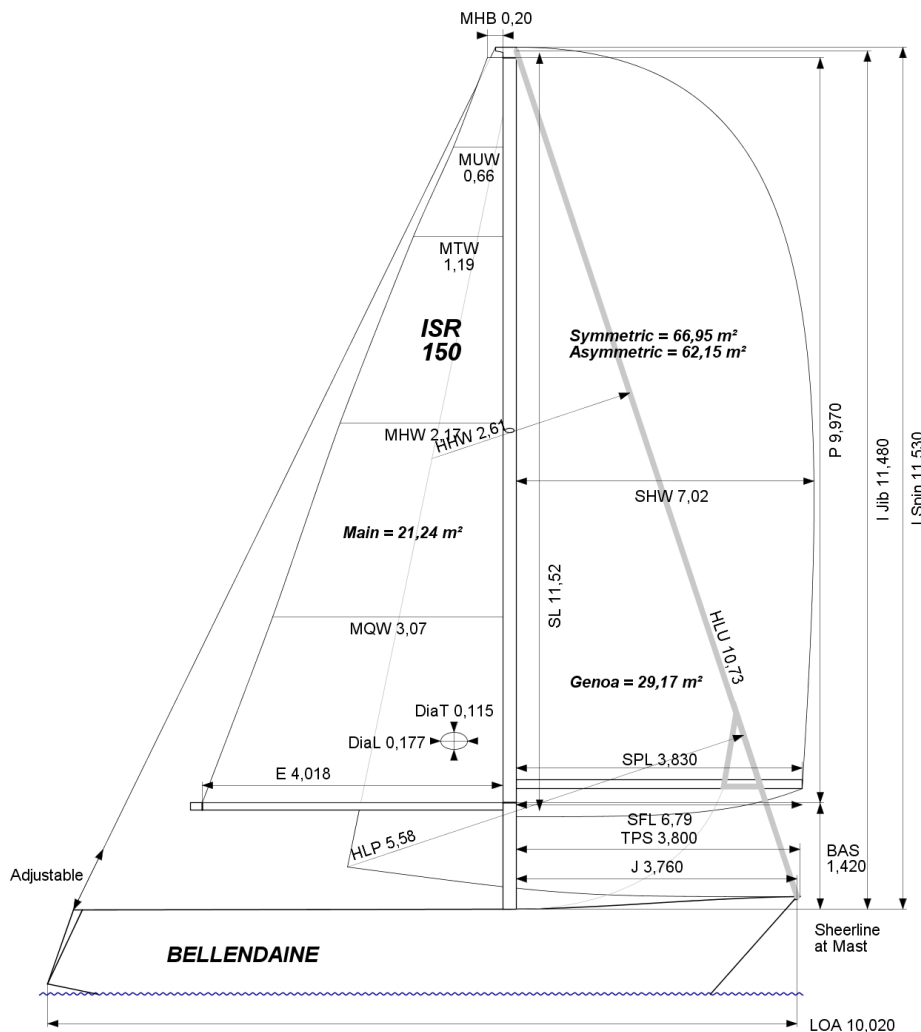 MHB 0,20
MUW
0,66
MTW
1,19
ISR
150
Symmetric = 66,95 m²
Asymmetric = 62,15 m²
MHW 2,17
HHW 2,61
P 9,970
I Jib 11,480
I Spin 11,530
SHW 7,02
Main = 21,24 m²
SL 11,52
MQW 3,07
HLU 10,73
Genoa = 29,17 m²
DiaT 0,115
DiaL 0,177
E 4,018
SPL 3,830
SFL 6,79
TPS 3,800
HLP 5,58
J 3,760
BAS
1,420
Adjustable
Sheerline
at Mast
BELLENDAINE
LOA 10,020